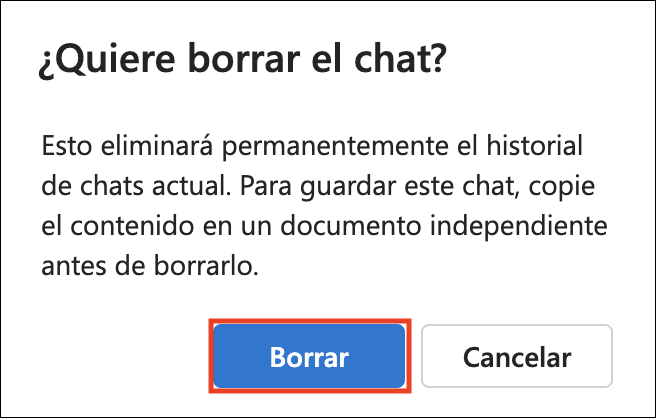 ¿Quiere borrar el chat?
Esto eliminará permanentemente el historial
de chats actual. Para guardar este chat, copie
el contenido en un documento independiente
antes de borrarlo.
Borrar
Cancelar